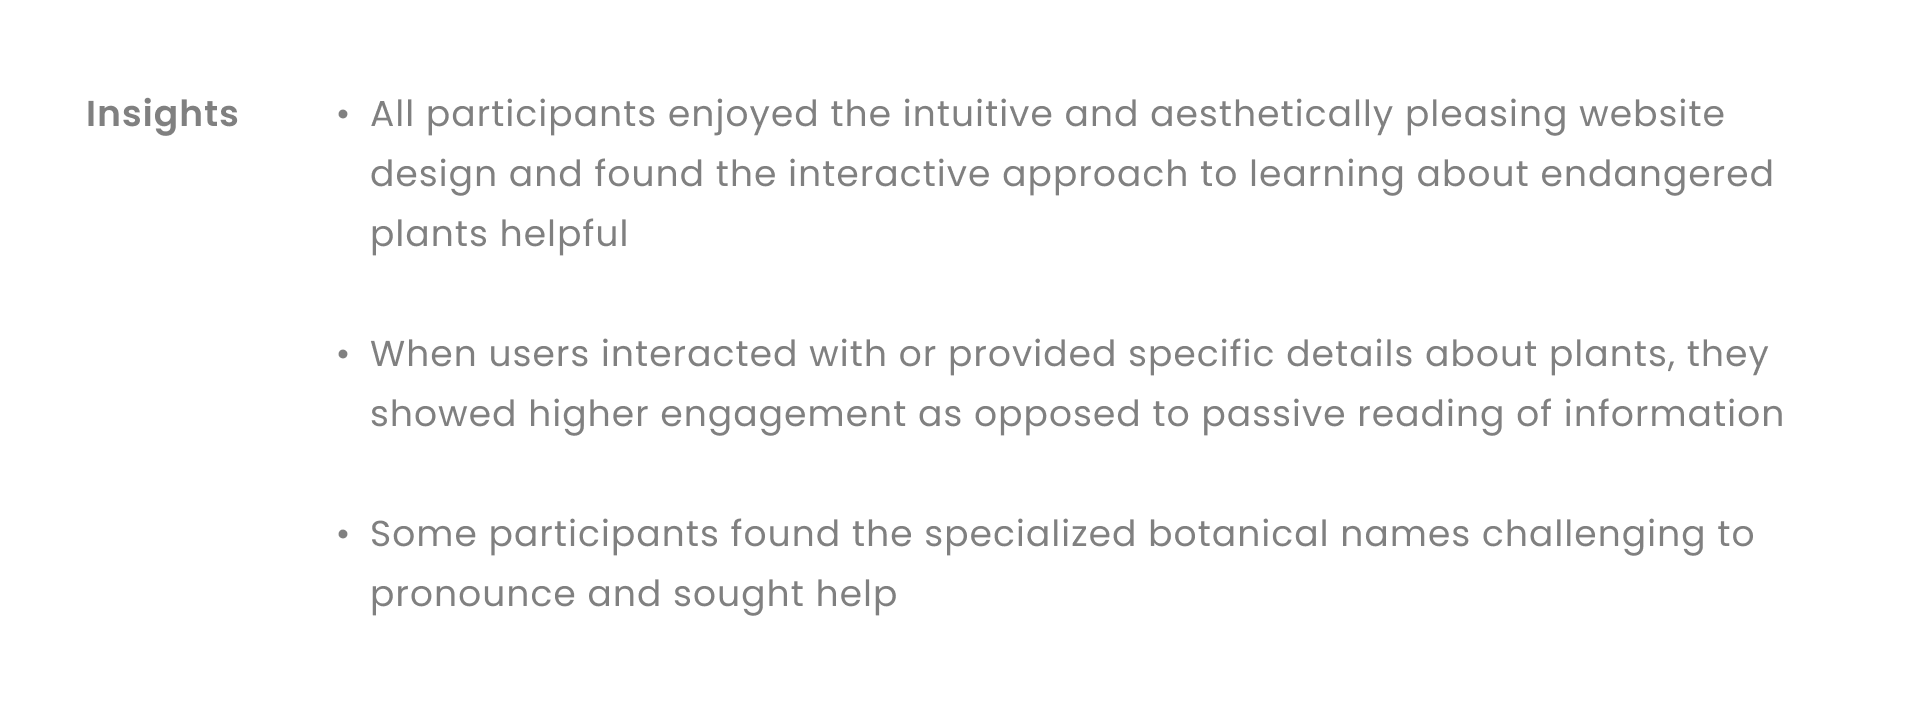 Insights
• All participants enjoyed the intuitive and aesthetically pleasing website
design and found the interactive approach to learning about endangered
plants helpful
• When users interacted with or provided specific details about plants, they
showed higher engagement as opposed to passive reading of information
• Some participants found the specialized botanical names challenging to
pronounce and sought help